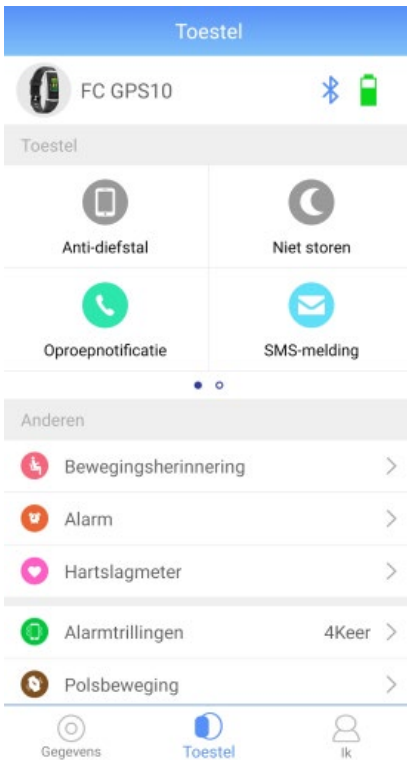 Toestel
FC GPS10
Toestel
Anti-diefstal
Niet storen
Oproepnotificatie
SMS-melding
Anderen
Bewegingsherinnering
Alarm
Hartslagmeter
Alarmtrillingen 4Keer
Polsbeweging
Gegevens Toestel Ik